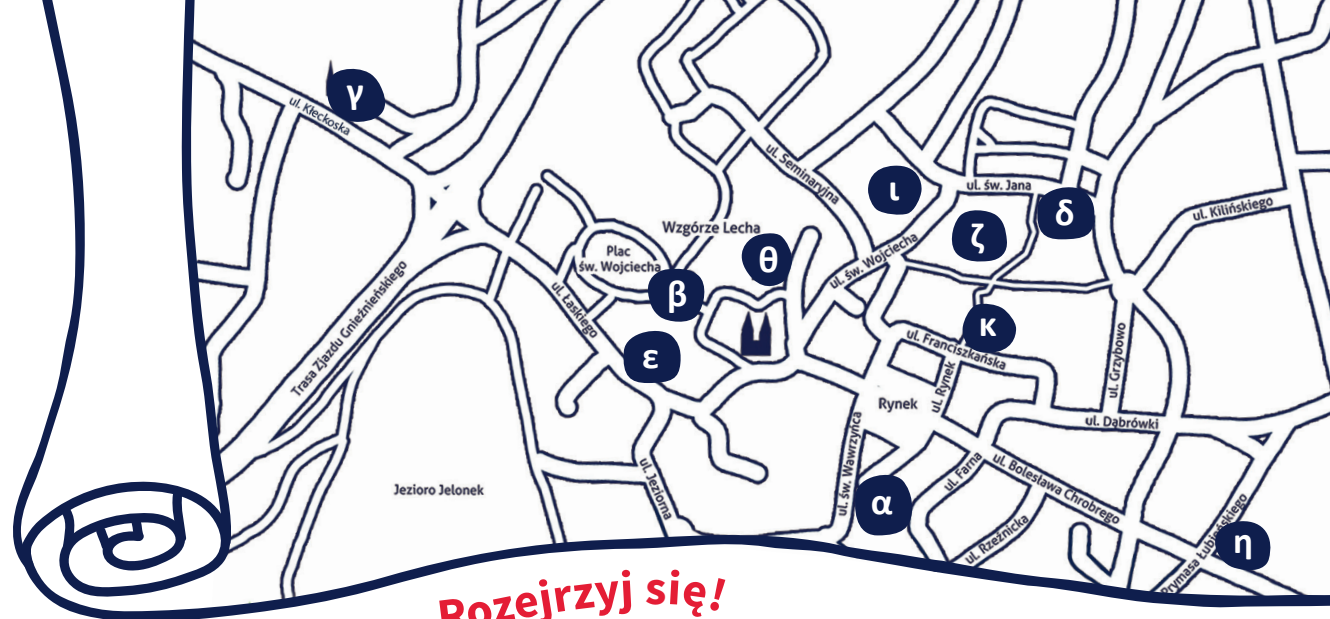 γ
ul. Kłeckoska
ul. Seminaryjna
ι
ul. św. Jana
δ
ul. Kilińskiego
Wzgórze Lecha
ζ
Plac
św. Wojciecha
θ
ul. św. Wojciecha
β
Trasa Zjazdu Gnieźnieńskiego
ul. Łaskiego
κ
ul. Franciszkańska
ε
ul. Grzybowo
ul. Rynek
Rynek
ul. Dąbrówki
ul. św. Wawrzyńca
Jezioro Jelonek
ul. Jeziorna
α
ul. Farna
ul. Bolesława Chrobrego
ul. Rzeźnicka
Prymasa Łubieńskiego
η
Rozejrzyj się!